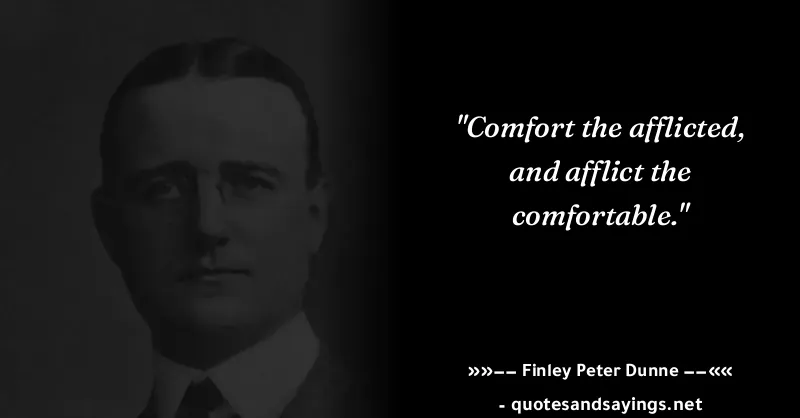 "Comfort the afflicted,
and afflict the
comfortable."
»»−− Finley Peter Dunne −−««
- quotesandsayings.net